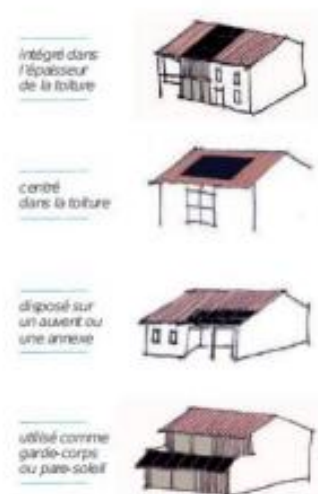 intégré dans
l'épaisseur
de la toiture
centré
dans la toiture
disposé sur
un auvent ou
une annexe
utilisé comme
garde-corps
ou pare-soleil